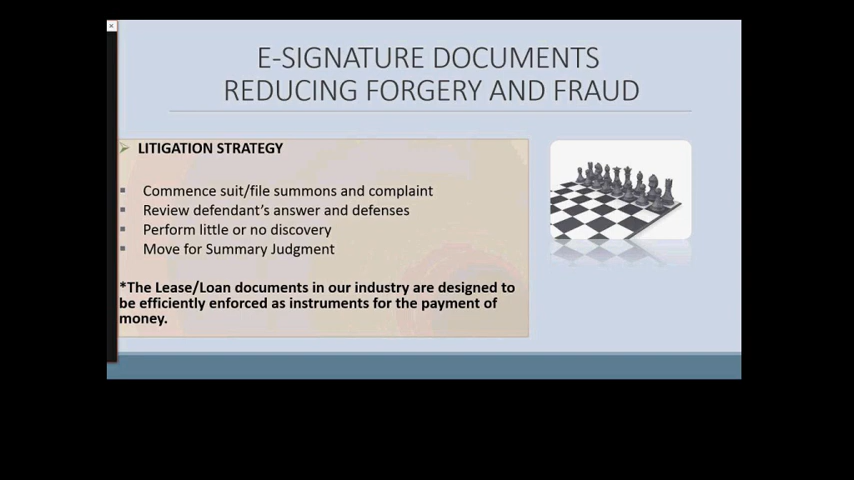 E-SIGNATURE DOCUMENTS
REDUCING FORGERY AND FRAUD
LITIGATION STRATEGY
Commence suit/file summons and complaint
Review defendant's answer and defenses
Perform little or no discovery
Move for Summary Judgment
*The Lease/Loan documents in our industry are designed to
be efficiently enforced as instruments for the payment of
money.